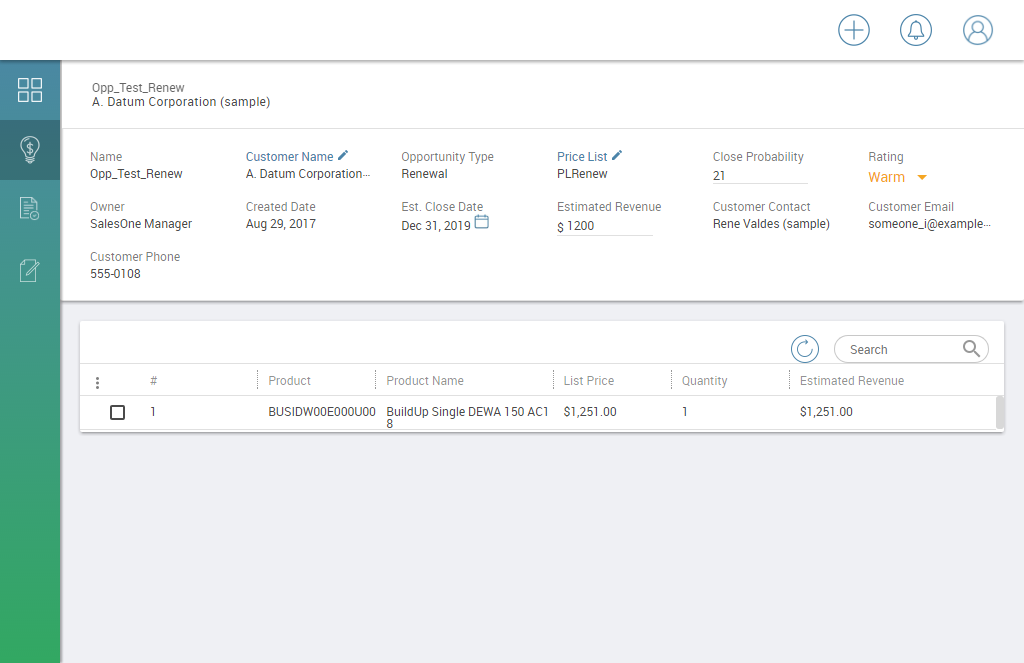 Opp_Test_Renew
A. Datum Corporation (sample)
Name Customer Name Opportunity Type Price List Close Probability Rating
Opp_Test_Renew A. Datum Corporation... Renewal PLRenew 21 Warm
Owner Created Date Est. Close Date Estimated Revenue Customer Contact Customer Email
SalesOne Manager Aug 29, 2017 Dec 31, 2019 $ 1200 Rene Valdes (sample) someone_i@example...
Customer Phone
555-0108
Search
# Product Product Name List Price Quantity Estimated Revenue
1 BUSIDW00E000U00 BuildUp Single DEWA 150 AC1 $1,251.00 1 $1,251.00
8